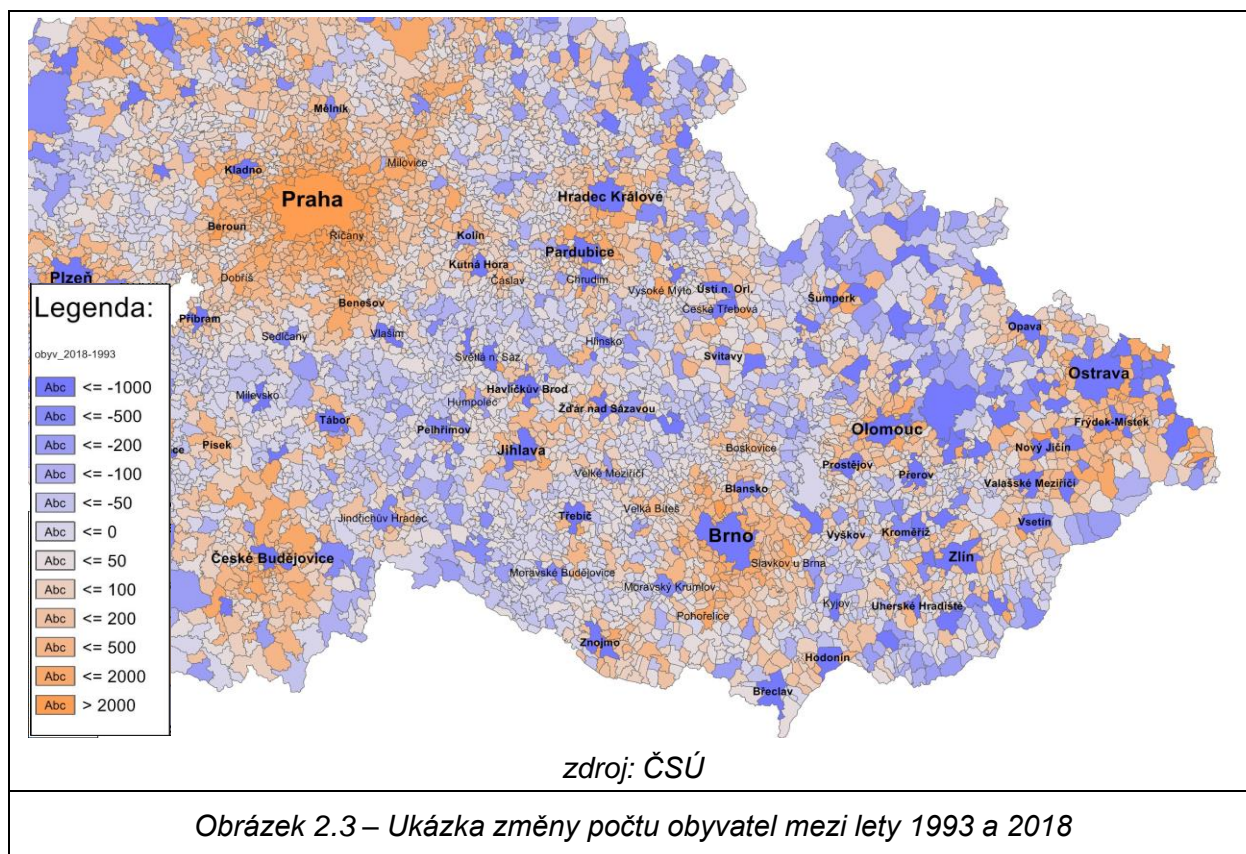 Mělník
Milovice
Kladno
Praha
Hradec Králové
Beroun
Říčany
Kolín
Pardubice
Kutná Hora
Plzeň
Dobříš
Čáslav
Chrudim
Vysoké Mýto
Ústí n. Orl.
Šumperk
Benešov
Česká Třebová
Opava
Příbram
Sedlčany
Vlašim
Hlinsko
Světlá n. Sáz.
Svitavy
Ostrava
Havlíčkův Brod
Milevsko
Humpolec
Žďár nad Sázavou
Tábor
Pelhřimov
Olomouc
Frýdek-Místek
ce
Písek
Jihlava
Boskovice
Nový Jičín
Velké Meziříčí
Prostějov
Přerov
Valašské Meziříčí
Blansko
Jindřichův Hradec
Třebíč
Velká Bíteš
Vsetín
Brno
Vyškov
Kroměříž
České Budějovice
Slavkov u Brna
Zlín
Moravské Budějovice
Moravský Krumlov
Kyjov
Uherské Hradiště
Pohořelice
Znojmo
Hodonín
Břeclav
Legenda:
obyv_2018-1993
Abc <= -1000
Abc <= -500
Abc <= -200
Abc <= -100
Abc <= -50
Abc <= 0
Abc <= 50
Abc <= 100
Abc <= 200
Abc <= 500
Abc <= 2000
Abc > 2000
zdroj: ČSÚ
Obrázek 2.3 – Ukázka změny počtu obyvatel mezi lety 1993 a 2018